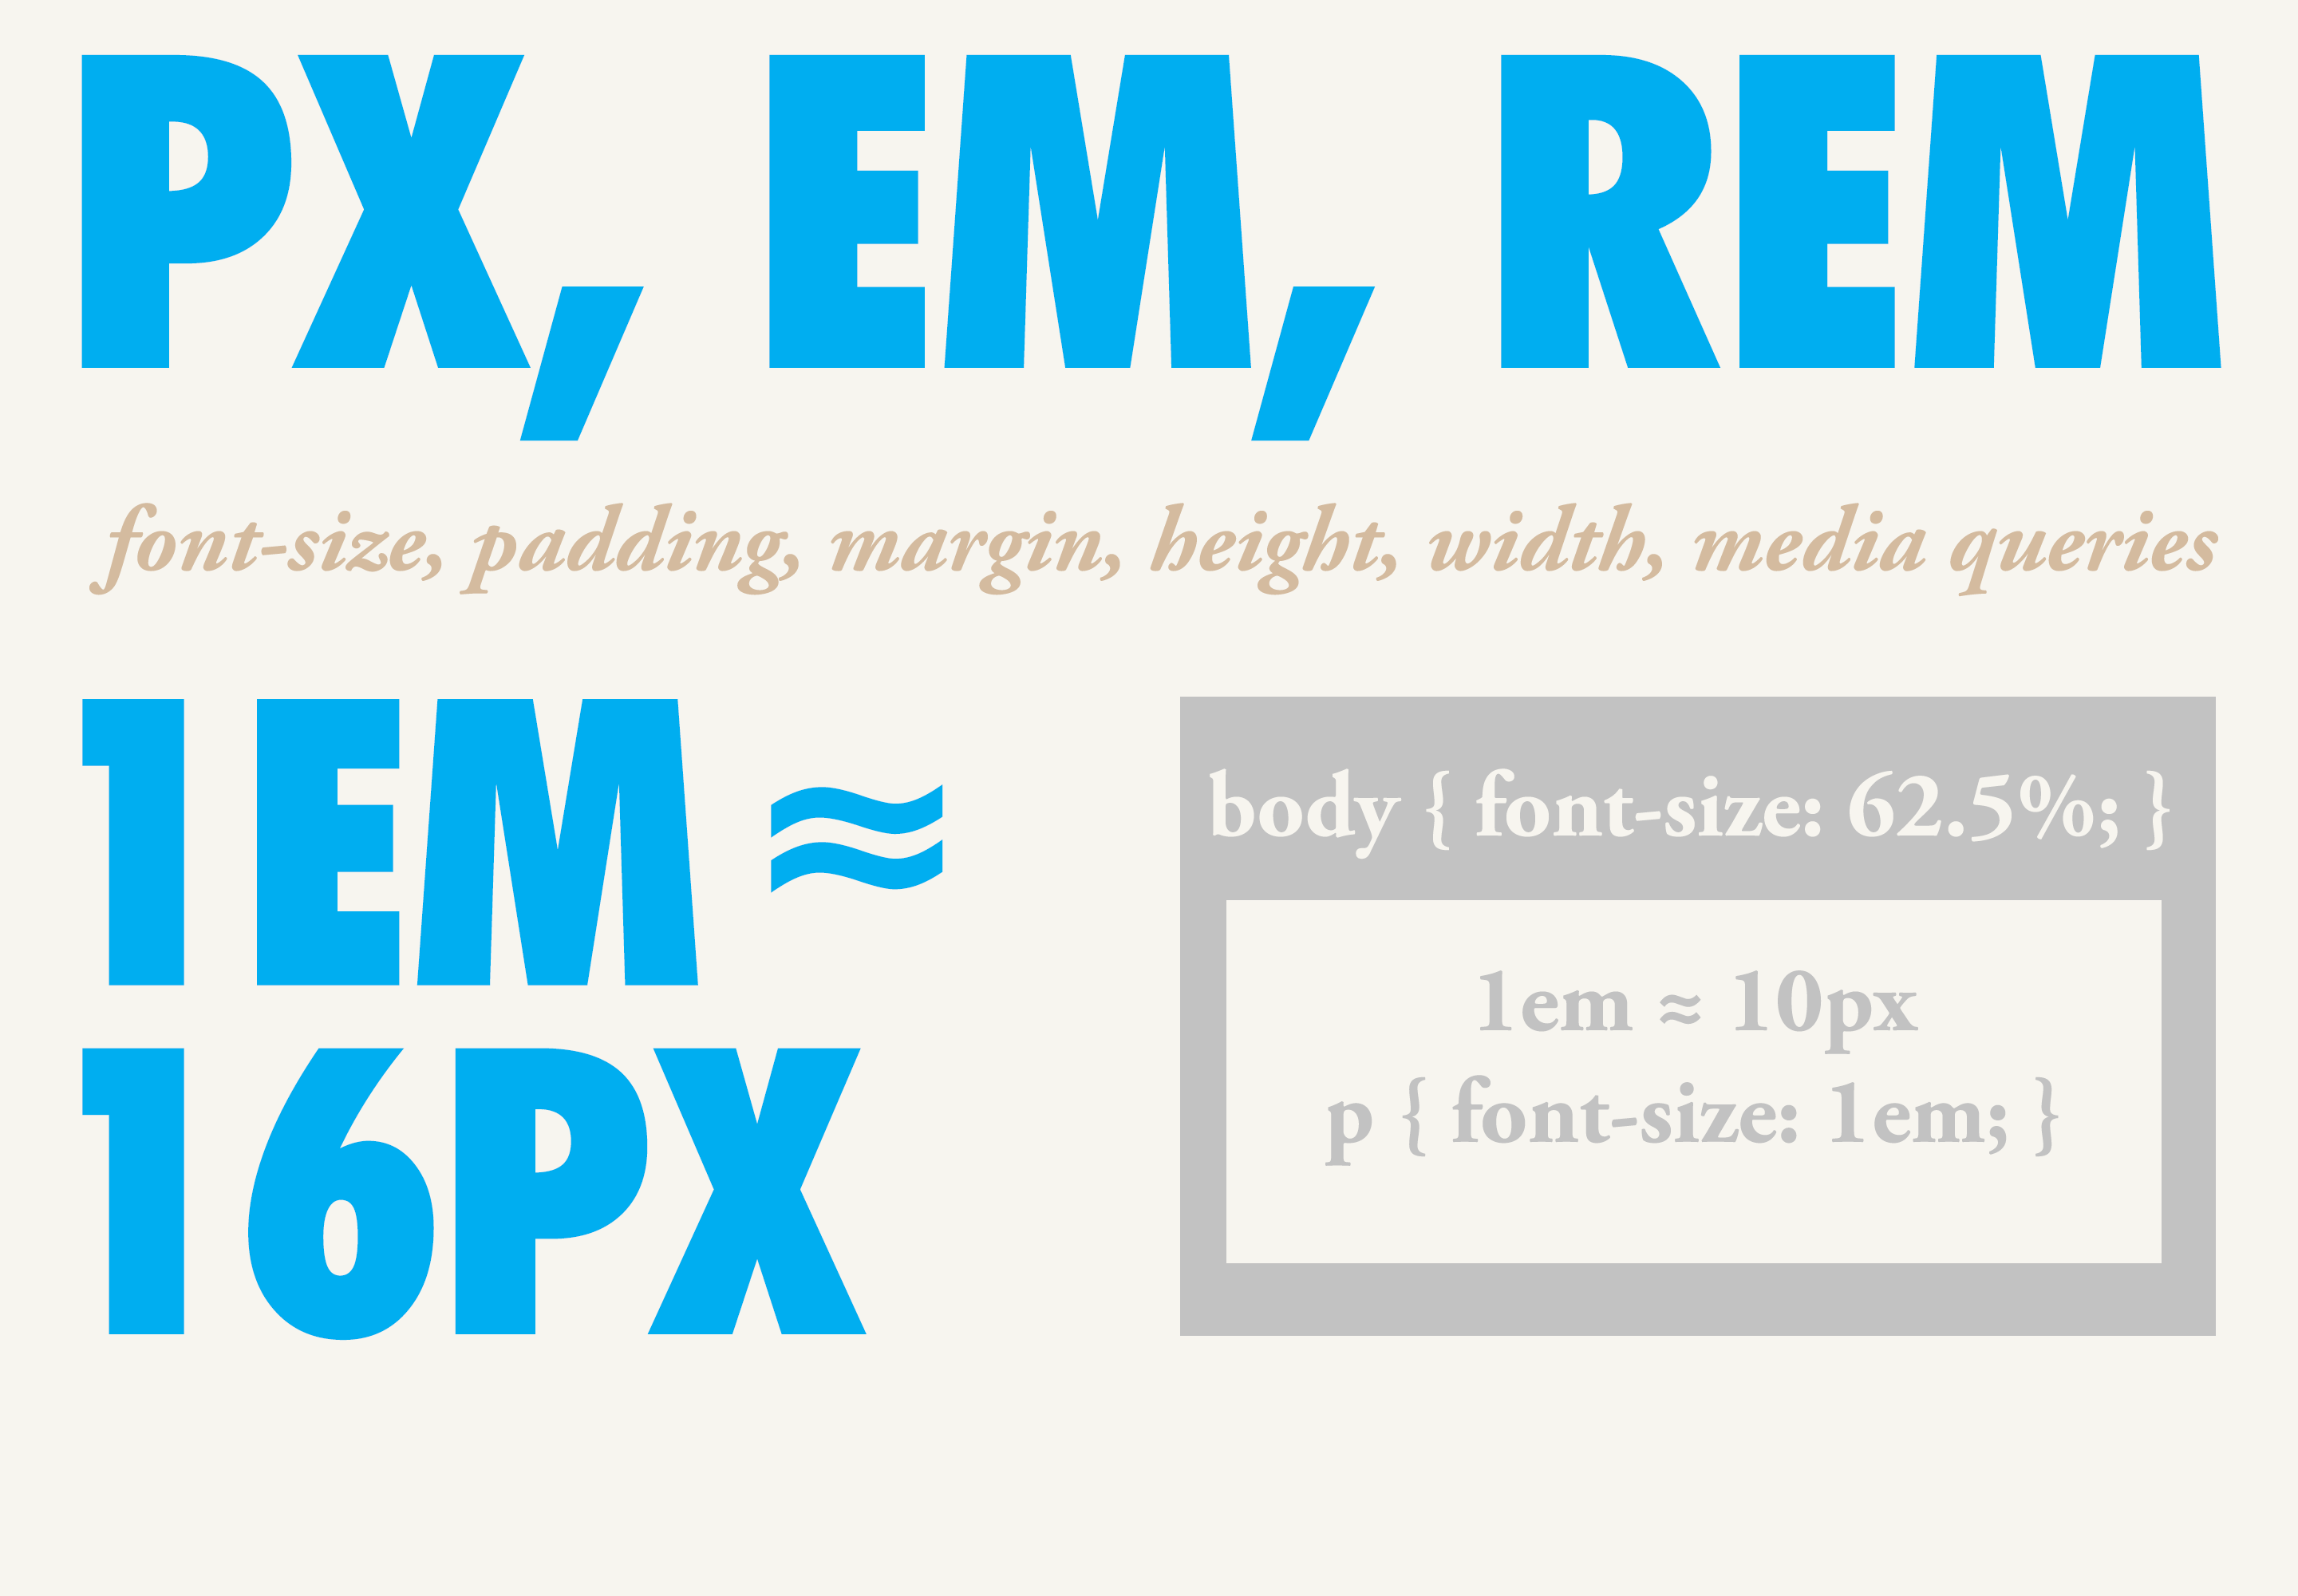 PX, EM, REM
font-size, padding, margin, height, width, media queries
1EM ≈
16PX
body { font-size: 62.5%; }
1em ≈ 10px
p { font-size: 1em; }